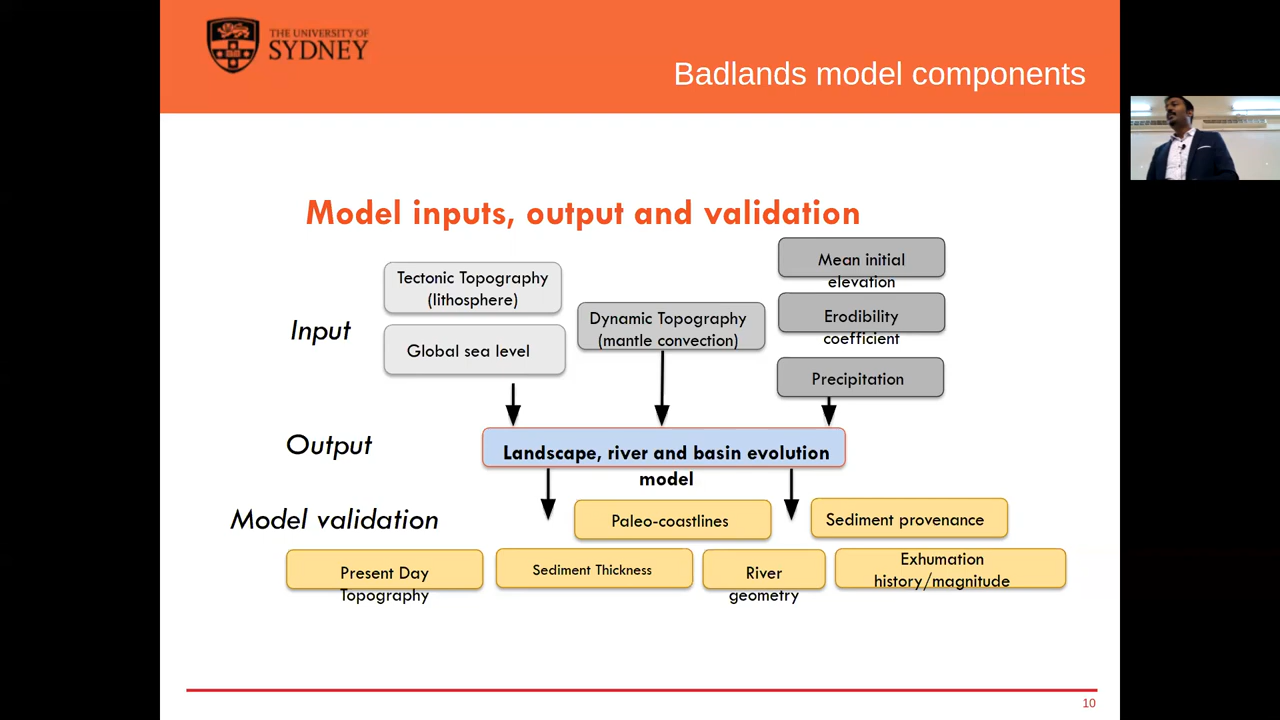 THE UNIVERSITY OF
SYDNEY
Badlands model components
Model inputs, output and validation
Input
Tectonic Topography
(lithosphere)
Global sea level
Dynamic Topography
(mantle convection)
Mean initial
elevation
Erodibility
coefficient
Precipitation
Output
Landscape, river and basin evolution
model
Model validation
Paleo-coastlines
Sediment provenance
Present Day
Topography
Sediment Thickness
River
geometry
Exhumation
history/magnitude
10